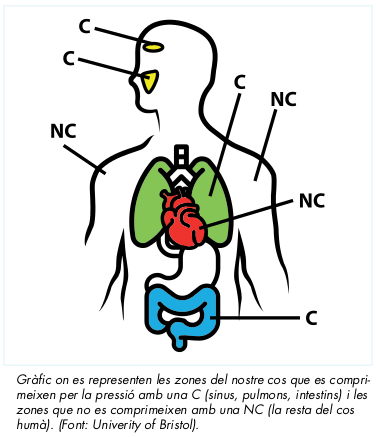 C
C
C
NC
NC
NC
C
Gràfic on es representen les zones del nostre cos que es compri-
meixen per la pressió amb una C (sinus, pulmons, intestins) i les
zones que no es comprimeixen amb una NC (la resta del cos
humà). (Font: Univerity of Bristol).